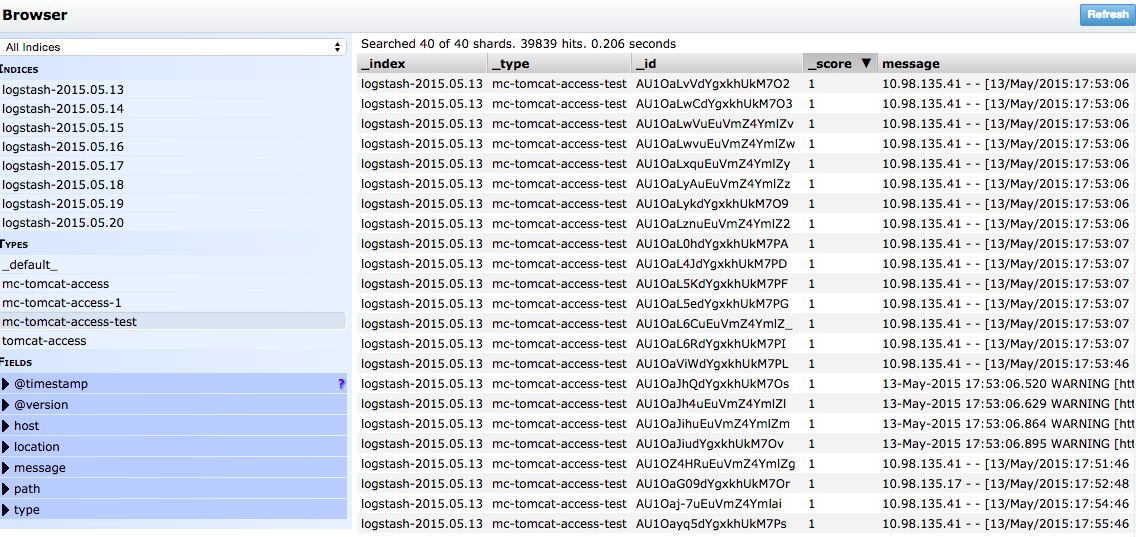 Browser
Refresh
All Indices
INDICES
logstash-2015.05.13
logstash-2015.05.14
logstash-2015.05.15
logstash-2015.05.16
logstash-2015.05.17
logstash-2015.05.18
logstash-2015.05.19
logstash-2015.05.20
TYPES
_default_
mc-tomcat-access
mc-tomcat-access-1
mc-tomcat-access-test
tomcat-access
FIELDS
@timestamp ?
@version
host
location
message
path
type
Searched 40 of 40 shards. 39839 hits. 0.206 seconds
_index _type _id _score ▼ message
logstash-2015.05.13 mc-tomcat-access-test AU1OaLvVdYgxkhUkM7O2 1 10.98.135.41 - - [13/May/2015:17:53:06
logstash-2015.05.13 mc-tomcat-access-test AU1OaLwCdYgxkhUkM7O3 1 10.98.135.41 - - [13/May/2015:17:53:06
logstash-2015.05.13 mc-tomcat-access-test AU1OaLwVuEuVmZ4YmlZv 1 10.98.135.41 - - [13/May/2015:17:53:06
logstash-2015.05.13 mc-tomcat-access-test AU1OaLwvuEuVmZ4YmlZw 1 10.98.135.41 - - [13/May/2015:17:53:06
logstash-2015.05.13 mc-tomcat-access-test AU1OaLxquEuVmZ4YmlZy 1 10.98.135.41 - - [13/May/2015:17:53:06
logstash-2015.05.13 mc-tomcat-access-test AU1OaLyAuEuVmZ4YmlZz 1 10.98.135.41 - - [13/May/2015:17:53:06
logstash-2015.05.13 mc-tomcat-access-test AU1OaLykdYgxkhUkM7O9 1 10.98.135.41 - - [13/May/2015:17:53:06
logstash-2015.05.13 mc-tomcat-access-test AU1OaLznuEuVmZ4YmlZ2 1 10.98.135.41 - - [13/May/2015:17:53:06
logstash-2015.05.13 mc-tomcat-access-test AU1OaL0hdYgxkhUkM7PA 1 10.98.135.41 - - [13/May/2015:17:53:07
logstash-2015.05.13 mc-tomcat-access-test AU1OaL4JdYgxkhUkM7PD 1 10.98.135.41 - - [13/May/2015:17:53:07
logstash-2015.05.13 mc-tomcat-access-test AU1OaL5KdYgxkhUkM7PF 1 10.98.135.41 - - [13/May/2015:17:53:07
logstash-2015.05.13 mc-tomcat-access-test AU1OaL5edYgxkhUkM7PG 1 10.98.135.41 - - [13/May/2015:17:53:07
logstash-2015.05.13 mc-tomcat-access-test AU1OaL6CuEuVmZ4YmlZ_ 1 10.98.135.41 - - [13/May/2015:17:53:07
logstash-2015.05.13 mc-tomcat-access-test AU1OaL6RdYgxkhUkM7PI 1 10.98.135.41 - - [13/May/2015:17:53:07
logstash-2015.05.13 mc-tomcat-access-test AU1OaViWdYgxkhUkM7PL 1 10.98.135.41 - - [13/May/2015:17:53:46
logstash-2015.05.13 mc-tomcat-access-test AU1OaJhQdYgxkhUkM7Os 1 13-May-2015 17:53:06.520 WARNING [htt
logstash-2015.05.13 mc-tomcat-access-test AU1OaJh4uEuVmZ4YmlZl 1 13-May-2015 17:53:06.629 WARNING [htt
logstash-2015.05.13 mc-tomcat-access-test AU1OaJihuEuVmZ4YmlZm 1 13-May-2015 17:53:06.864 WARNING [htt
logstash-2015.05.13 mc-tomcat-access-test AU1OaJiudYgxkhUkM7Ov 1 13-May-2015 17:53:06.895 WARNING [htt
logstash-2015.05.13 mc-tomcat-access-test AU1OZ4HRuEuVmZ4YmlZg 1 10.98.135.41 - - [13/May/2015:17:51:46
logstash-2015.05.13 mc-tomcat-access-test AU1OaG09dYgxkhUkM7Or 1 10.98.135.17 - - [13/May/2015:17:52:48
logstash-2015.05.13 mc-tomcat-access-test AU1Oaj-7uEuVmZ4Ymlai 1 10.98.135.41 - - [13/May/2015:17:54:46
logstash-2015.05.13 mc-tomcat-access-test AU1Oayq5dYgxkhUkM7Ps 1 10.98.135.41 - - [13/May/2015:17:55:46